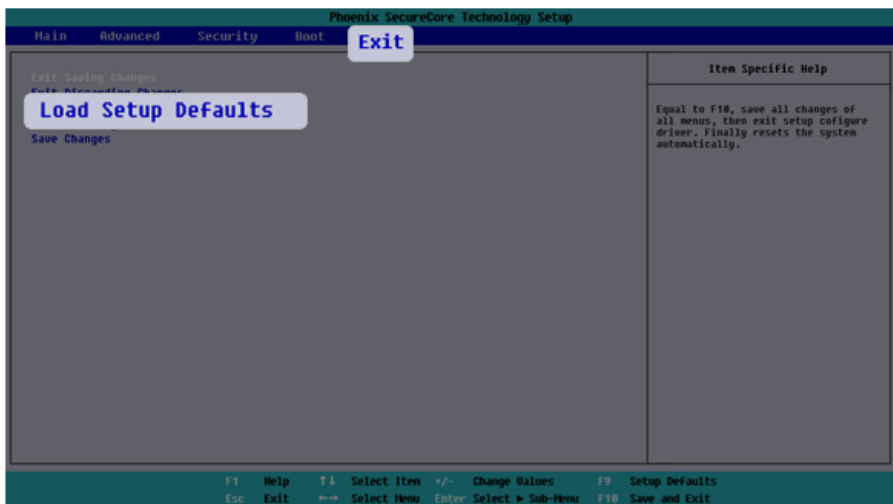 Phoenix SecureCore Technology Setup
Main Advanced Security Boot Exit
Exit Saving Changes
Exit Discarding Changes
Load Setup Defaults
Save Changes
Item Specific Help
Equal to F10, save all changes of
all menus, then exit setup cofigure
driver. Finally resets the system
automatically.
F1 Help ↑↓ Select Item +/- Change Values F9 Setup Defaults
Esc Exit ←→ Select Menu Enter Select ▶ Sub-Menu F10 Save and Exit